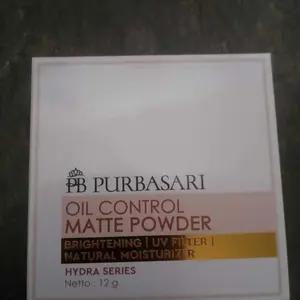 PB PURBASARI
OIL CONTROL
MATTE POWDER
BRIGHTENING | UV FILTER |
NATURAL MOISTURIZER
HYDRA SERIES
Netto : 12 g